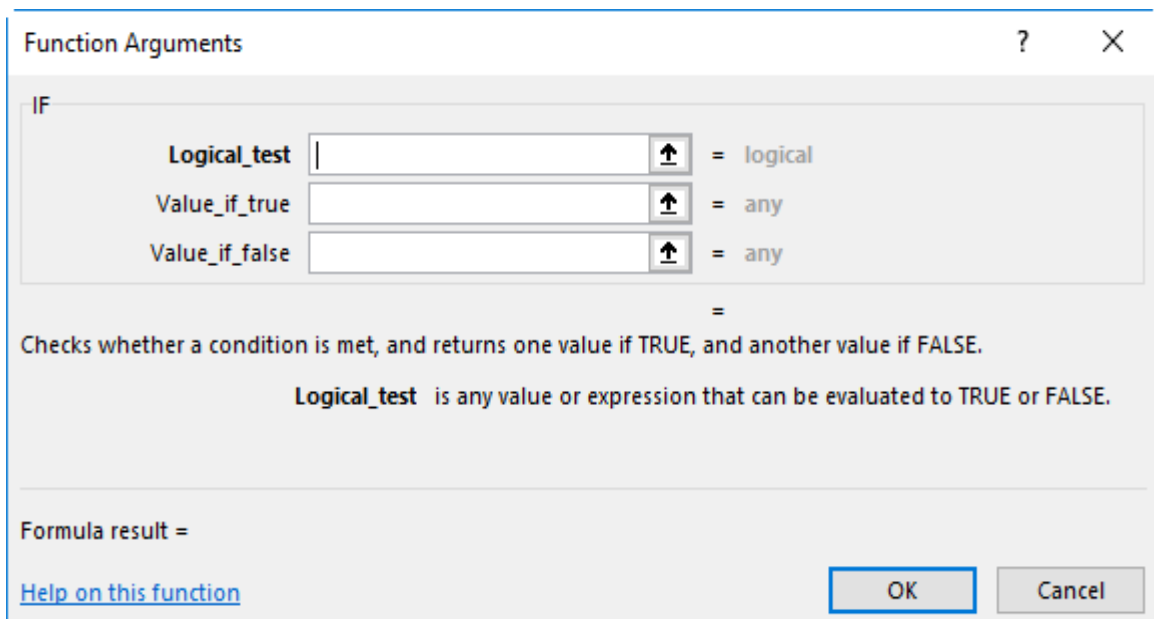 Function Arguments ? ×
IF
Logical_test = logical
Value_if_true = any
Value_if_false = any
=
Checks whether a condition is met, and returns one value if TRUE, and another value if FALSE.
Logical_test is any value or expression that can be evaluated to TRUE or FALSE.
Formula result =
Help on this function OK Cancel